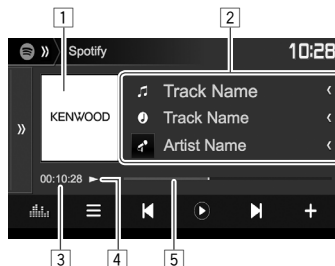 1 2
» Spotify 10:28
»
KENWOOD
Track Name <
Track Name <
Artist Name <
00:10:28
+
3 4 5